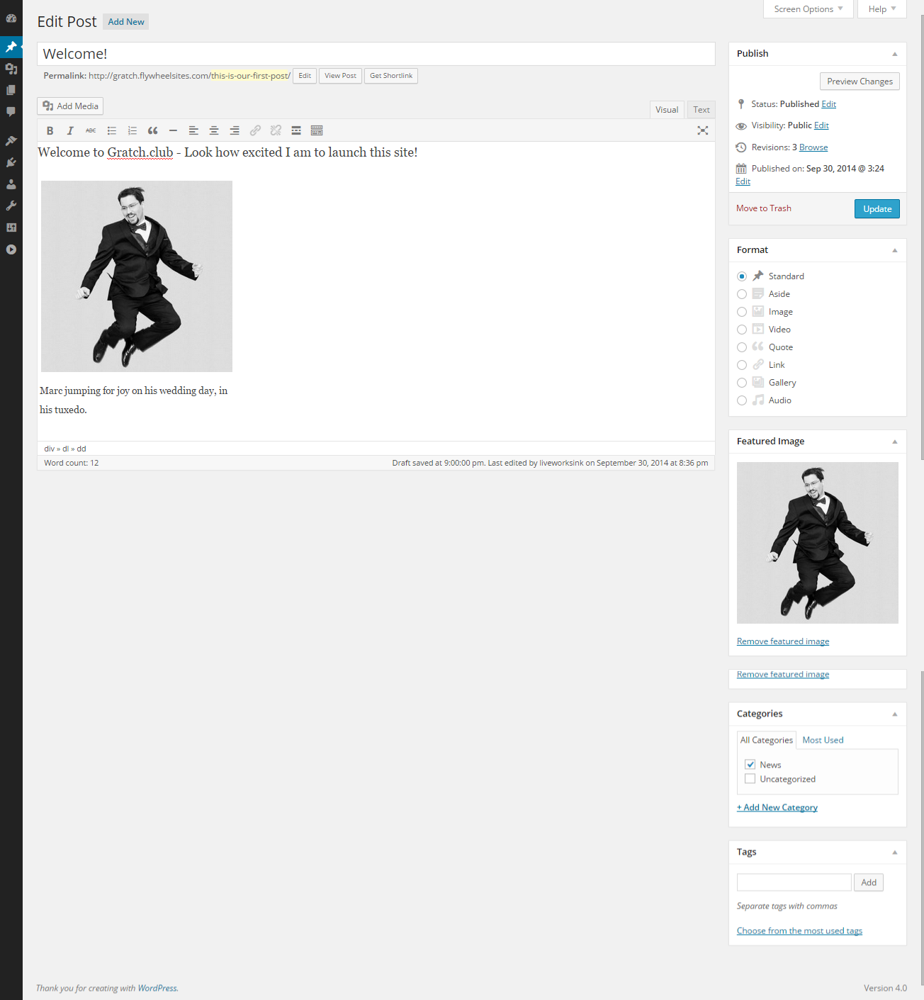 Screen Options
Help
Edit Post Add New
Welcome!
Permalink: http://gratch.flywheelsites.com/this-is-our-first-post/ Edit View Post Get Shortlink
Add Media
Visual Text
B I ABC
Welcome to Gratch.club - Look how excited I am to launch this site!
Marc jumping for joy on his wedding day, in
his tuxedo.
div » dl » dd
Word count: 12 Draft saved at 9:00:00 pm. Last edited by liveworksink on September 30, 2014 at 8:36 pm
Publish
Preview Changes
Status: Published Edit
Visibility: Public Edit
Revisions: 3 Browse
Published on: Sep 30, 2014 @ 3:24
Edit
Move to Trash Update
Format
Standard
Aside
Image
Video
Quote
Link
Gallery
Audio
Featured Image
Remove featured image
Remove featured image
Categories
All Categories Most Used
News
Uncategorized
+ Add New Category
Tags
Add
Separate tags with commas
Choose from the most used tags
Thank you for creating with WordPress. Version 4.0